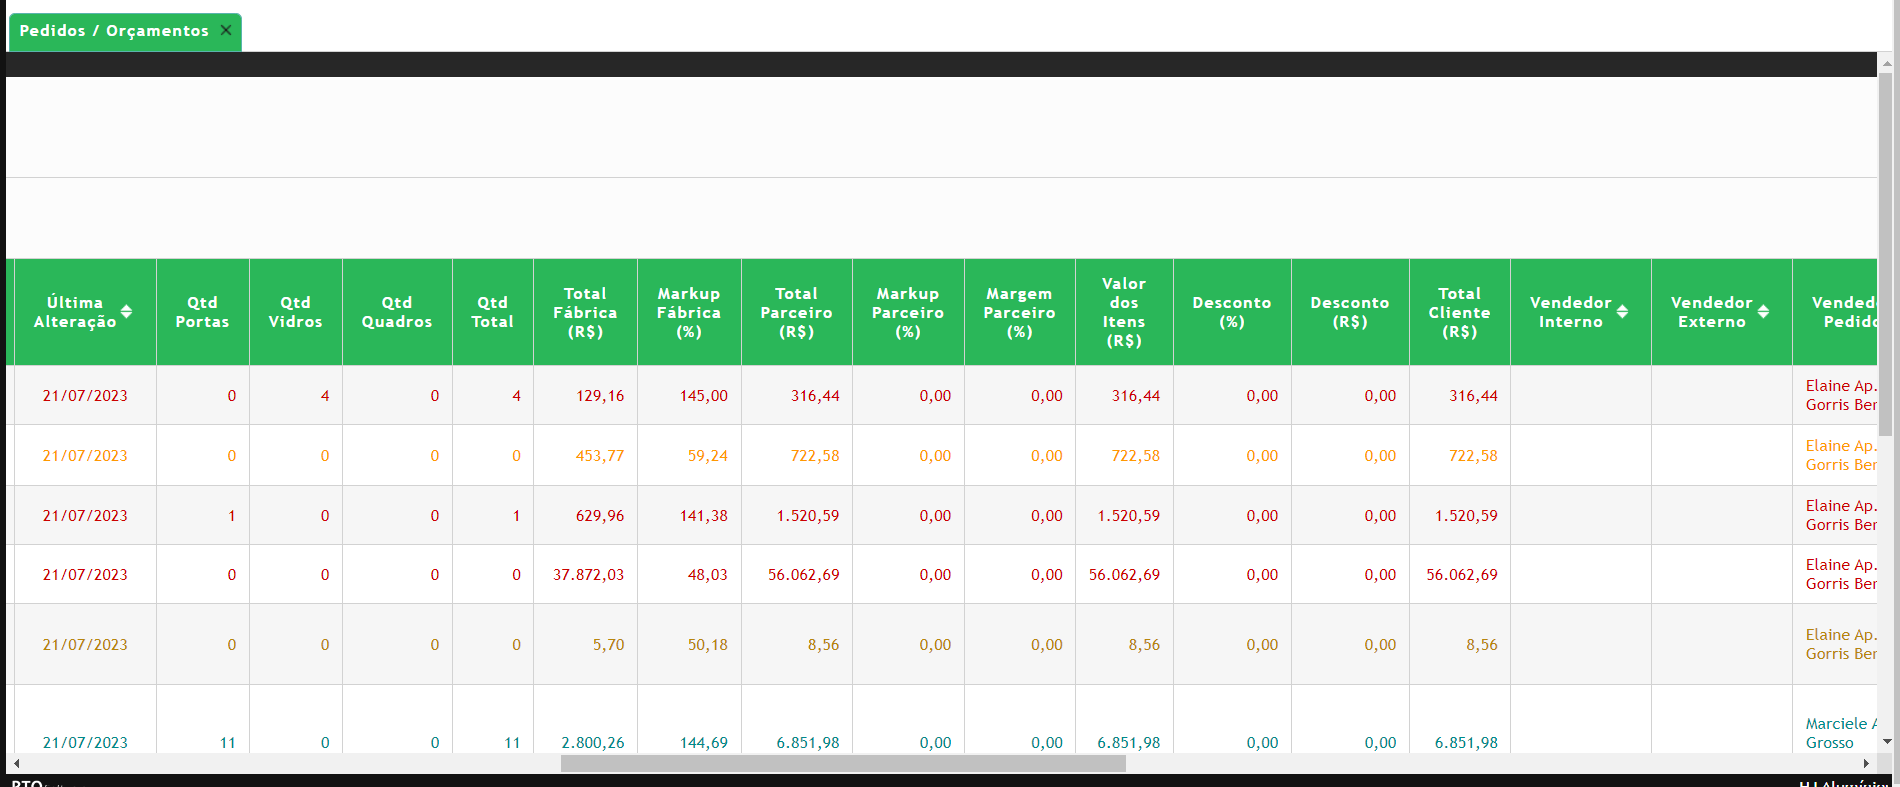 Pedidos / Orçamentos ×
Última Alteração Qtd Portas Qtd Vidros Qtd Quadros Qtd Total Total Fábrica (R$) Markup Fábrica (%) Total Parceiro (R$) Markup Parceiro (%) Margem Parceiro (%) Valor dos Itens (R$) Desconto (%) Desconto (R$) Total Cliente (R$) Vendedor Interno Vendedor Externo
21/07/2023 0 4 0 4 129,16 145,00 316,44 0,00 0,00 316,44 0,00 0,00 316,44 Elaine Ap. Gorris Ber
21/07/2023 0 0 0 0 453,77 59,24 722,58 0,00 0,00 722,58 0,00 0,00 722,58 Elaine Ap. Gorris Ber
21/07/2023 1 0 0 1 629,96 141,38 1.520,59 0,00 0,00 1.520,59 0,00 0,00 1.520,59 Elaine Ap. Gorris Ber
21/07/2023 0 0 0 0 37.872,03 48,03 56.062,69 0,00 0,00 56.062,69 0,00 0,00 56.062,69 Elaine Ap. Gorris Ber
21/07/2023 0 0 0 0 5,70 50,18 8,56 0,00 0,00 8,56 0,00 0,00 8,56 Elaine Ap. Gorris Ber
21/07/2023 11 0 0 11 2.800,26 144,69 6.851,98 0,00 0,00 6.851,98 0,00 0,00 6.851,98 Marciele A Grosso